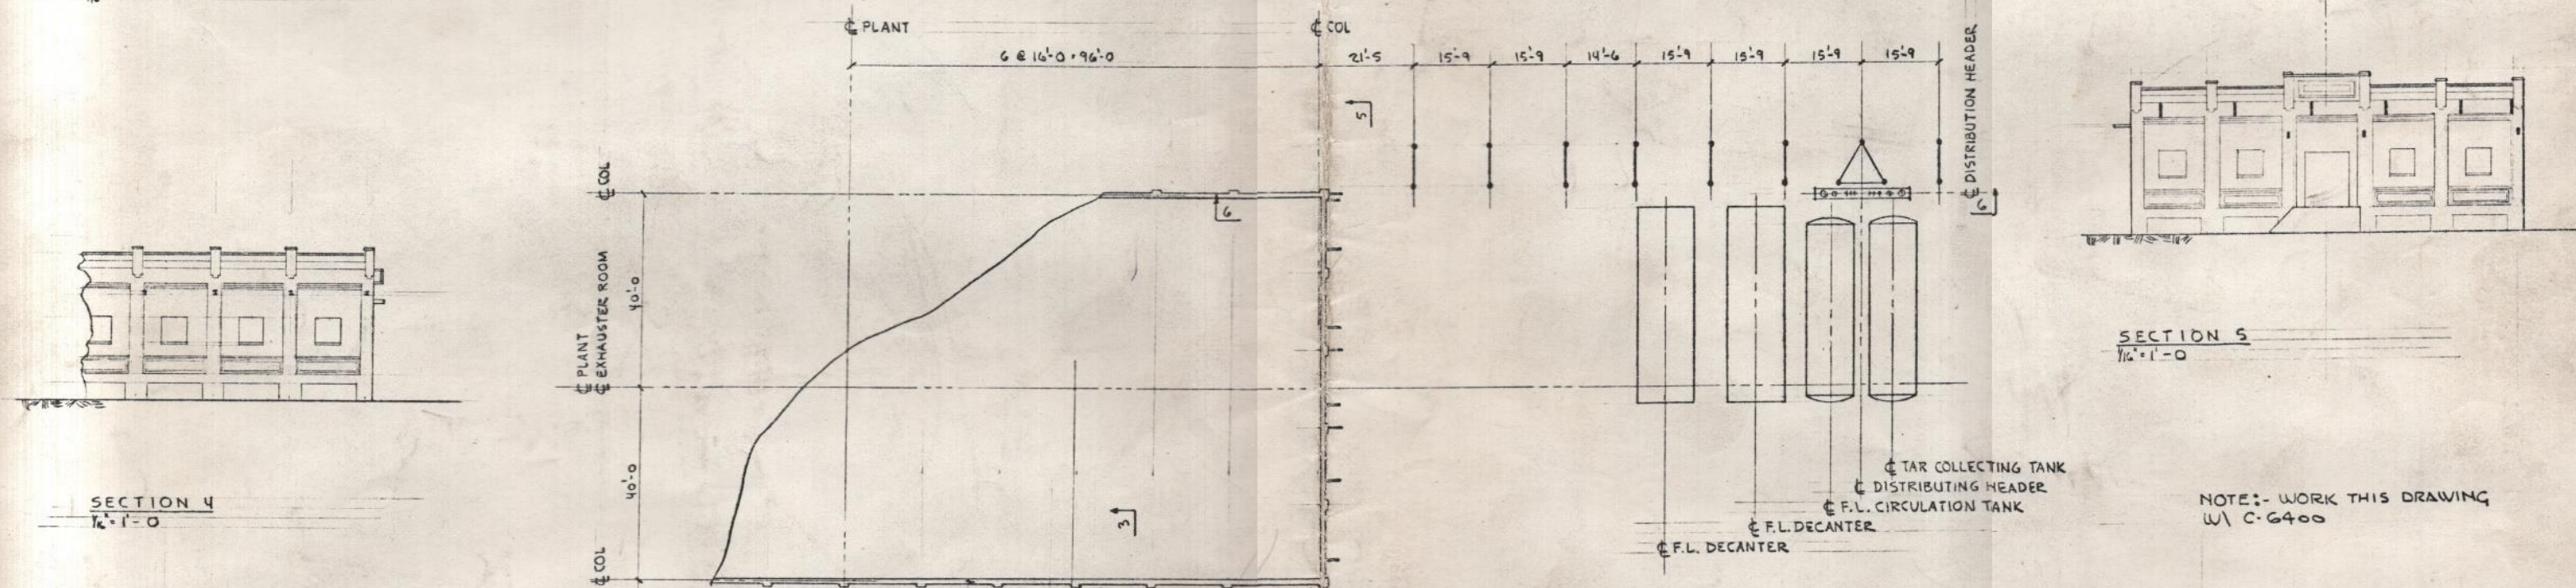 ℄ PLANT
℄ COL
6 @ 16'-0 = 96'-0
21'-5
15'-9
15'-9
14'-6
15'-9
15'-9
15'-9
15'-9
℄ DISTRIBUTION HEADER
5
℄ COL
6
6
40'-0
℄ PLANT
℄ EXHAUSTER ROOM
40'-0
3
℄ COL
SECTION 4
1/16" = 1'-0
SECTION 5
1/16" = 1'-0
℄ TAR COLLECTING TANK
℄ DISTRIBUTING HEADER
℄ F.L. CIRCULATION TANK
℄ F.L. DECANTER
℄ F.L. DECANTER
NOTE:- WORK THIS DRAWING
W\ C-6400